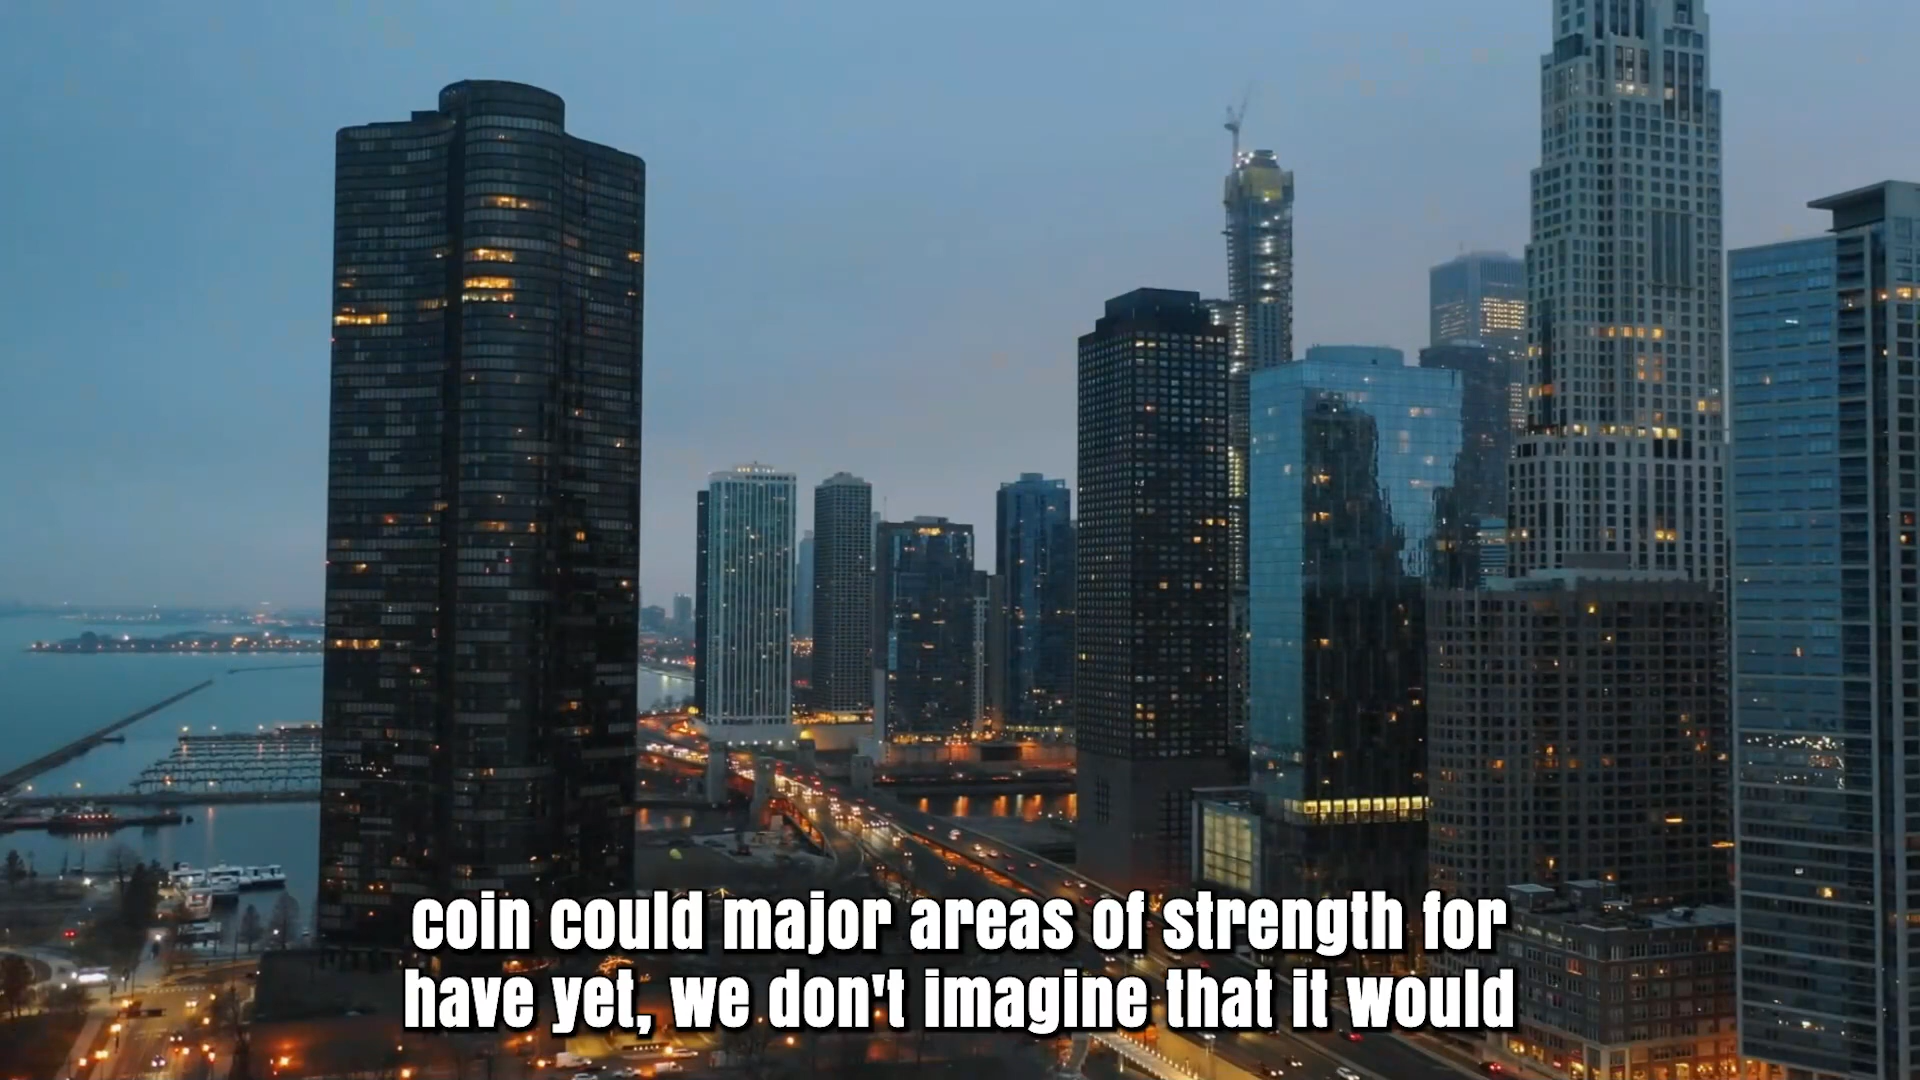 coin could major areas of strength for
have yet, we don't imagine that it would